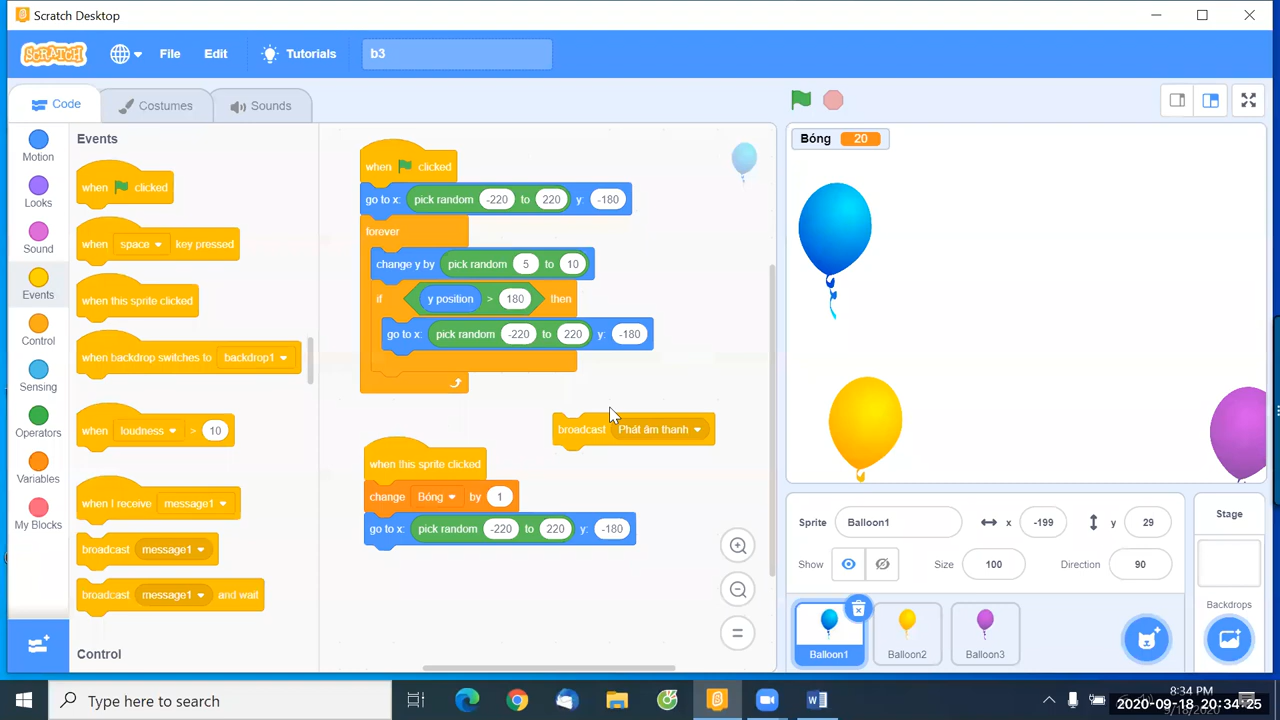 Scratch Desktop
SCRATCH File Edit Tutorials b3
Code Costumes Sounds
Motion
Looks
Sound
Events
Control
Sensing
Operators
Variables
My Blocks
Events
when clicked
when space key pressed
when this sprite clicked
when backdrop switches to backdrop1
when loudness > 10
when I receive message1
broadcast message1
broadcast message1 and wait
Control
when clicked
go to x: pick random -220 to 220 y: -180
forever
change y by pick random 5 to 10
if y position > 180 then
go to x: pick random -220 to 220 y: -180
broadcast Phát âm thanh
when this sprite clicked
change Bóng by 1
go to x: pick random -220 to 220 y: -180
Bóng 20
Sprite Balloon1 x -199 y 29
Show Size 100 Direction 90
Balloon1 Balloon2 Balloon3
Stage
Backdrops
Type here to search
8:34 PM
2020-09-18 20:34:25